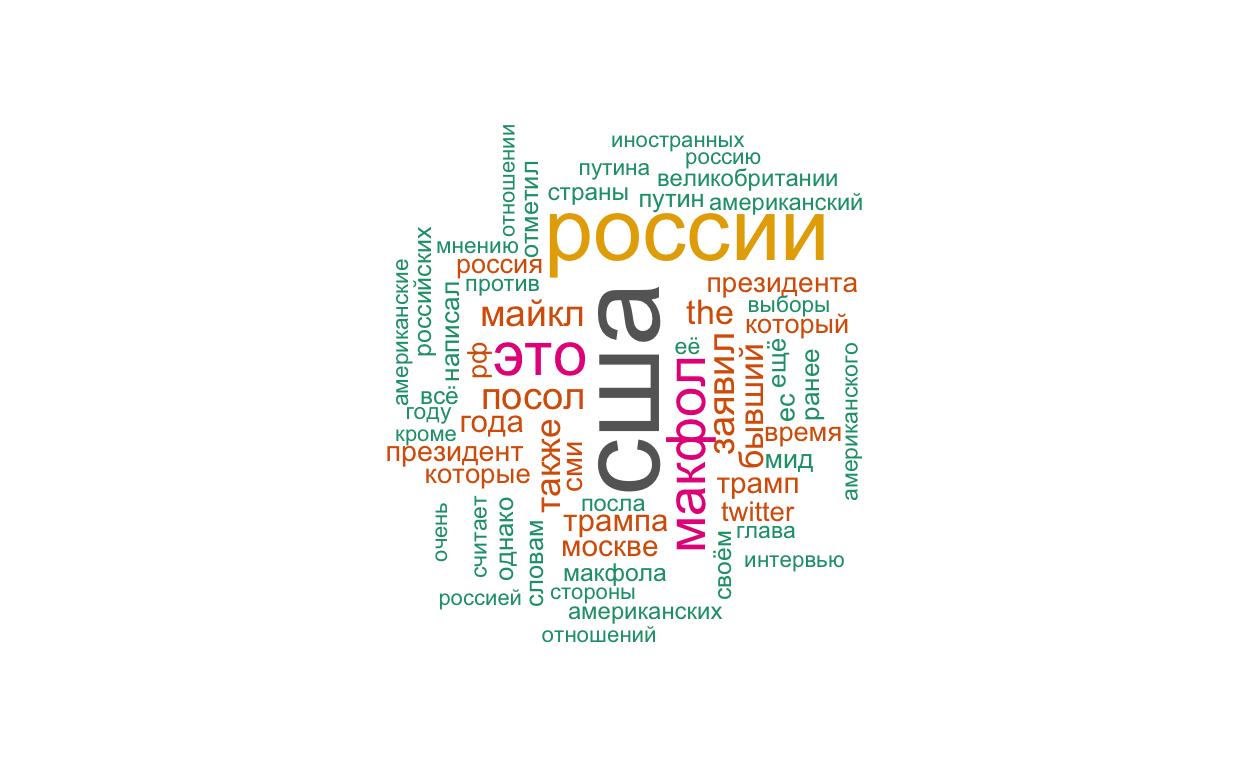 иностранных
россию
путина
великобритании
страны
путин
американский
отношении
отметил
россии
мнению
российских
россия
американские
против
президента
написал
майкл
сша
the
выборы
который
рф
это
её
макфол
заявил
бывший
ещё
ес
ранее
американского
всё
посол
году
года
кроме
также
сми
время
президент
мид
которые
трамп
посла
twitter
трампа
очень
считает
однако
словам
москве
своём
глава
интервью
макфола
россией
стороны
американских
отношений